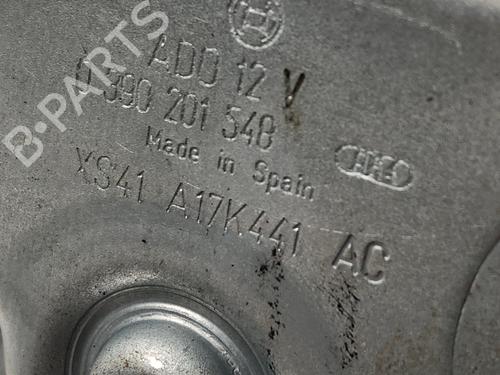 B-PARTS
ADO 12 V
0 390 201 548
Made in Spain
XS41 A17K441 AC